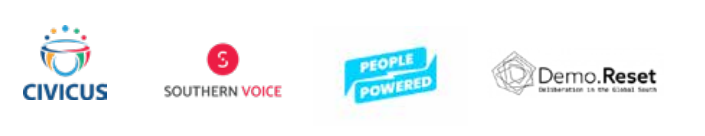 CIVICUS
S
SOUTHERN VOICE
PEOPLE
POWERED
Demo.Reset
Deliberation in the Global South